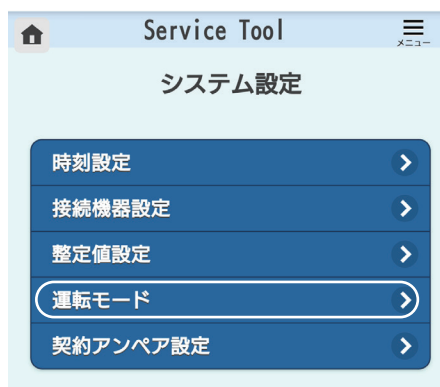 Service Tool
メニュー
システム設定
時刻設定
接続機器設定
整定値設定
運転モード
契約アンペア設定